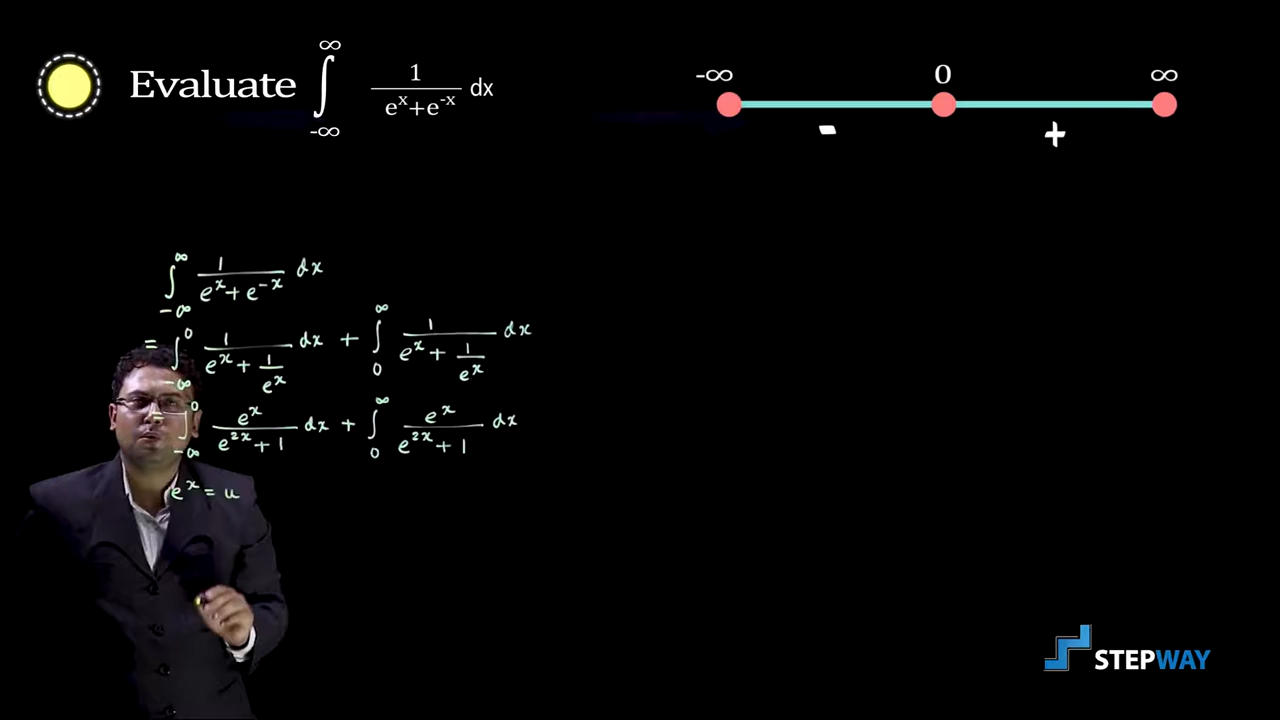 Evaluate ∫_{-∞}^{∞} 1/(e^x+e^{-x}) dx
-∞ 0 ∞
- +
∫_{-∞}^{∞} 1/(e^x + e^{-x}) dx
= ∫_{-∞}^{0} 1/(e^x + 1/e^x) dx + ∫_{0}^{∞} 1/(e^x + 1/e^x) dx
= ∫_{-∞}^{0} e^x/(e^{2x} + 1) dx + ∫_{0}^{∞} e^x/(e^{2x} + 1) dx
e^x = u
STEPWAY